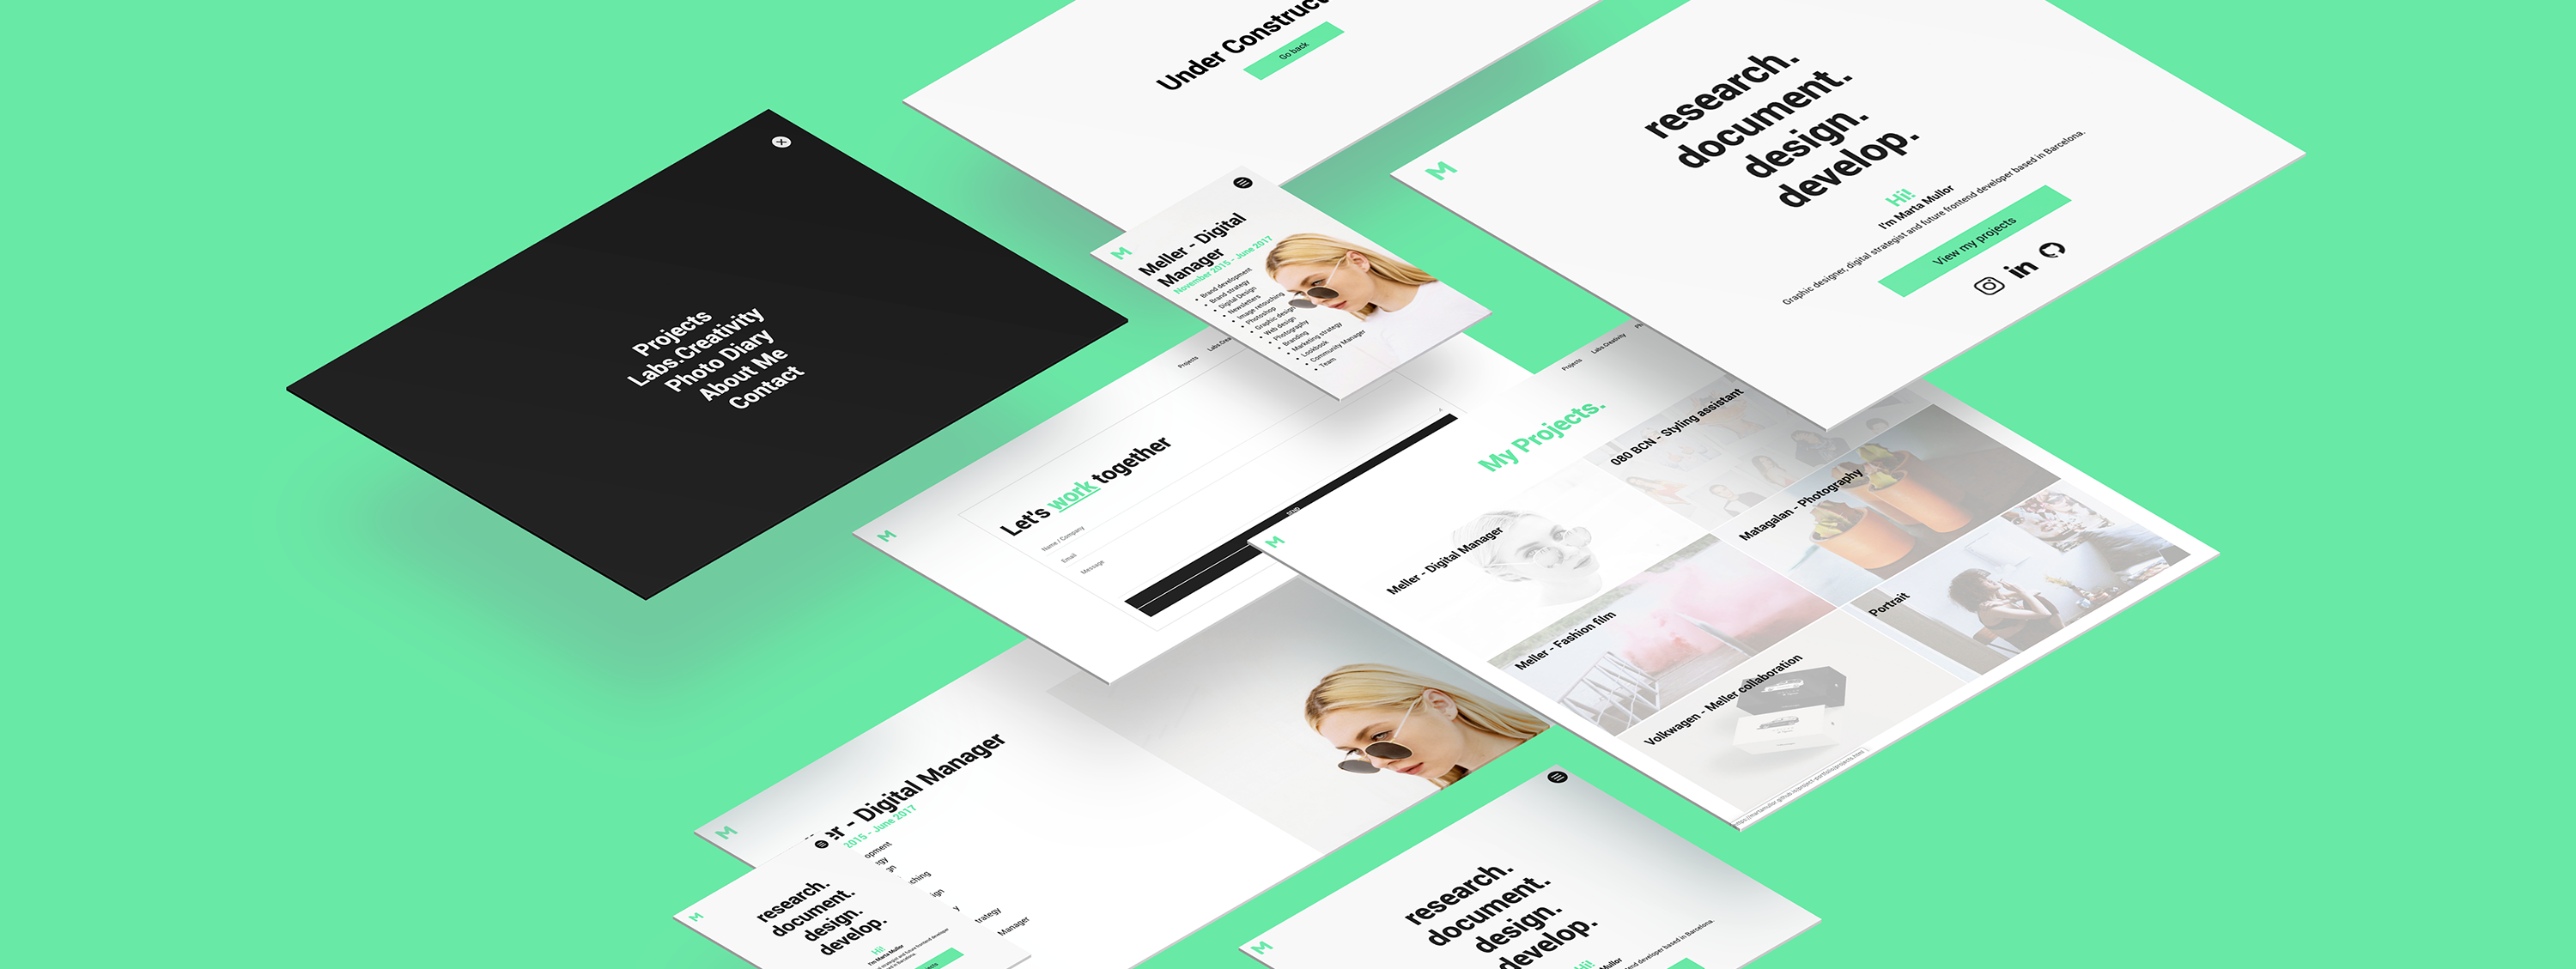 Under Construct
Go back
M
research.
document.
design.
develop.
Hi!
I'm Marta Mullor
Graphic designer, digital strategist and future frontend developer based in Barcelona.
View my projects
in
Projects
Labs.Creativity
Photo Diary
About Me
Contact
M
Meller - Digital
Manager
November 2015 - June 2017
Brand development
Brand strategy
Digital Design
Newsletters
Image retouching
Photoshop
Graphic design
Web design
Photography
Branding
Marketing strategy
Lookbook
Community Manager
Team
M
Projects
Labs.Crea
Let's work together
Name / Company
Email
Message
SEND
M
Projects
Labs.Creativity
My Projects.
080 BCN - Styling assistant
Meller - Digital Manager
Matagalan - Photography
Meller - Fashion film
Portrait
Volkwagen - Meller collaboration
M
er - Digital Manager
2015 - June 2017
opment
gy
gn
ching
ign
y
trategy
Manager
M
research.
document.
design.
develop.
Hi!
I'm Marta Mullor
M
research.
document.
design.
develop.
Hi!
Mullor
end developer based in Barcelona.